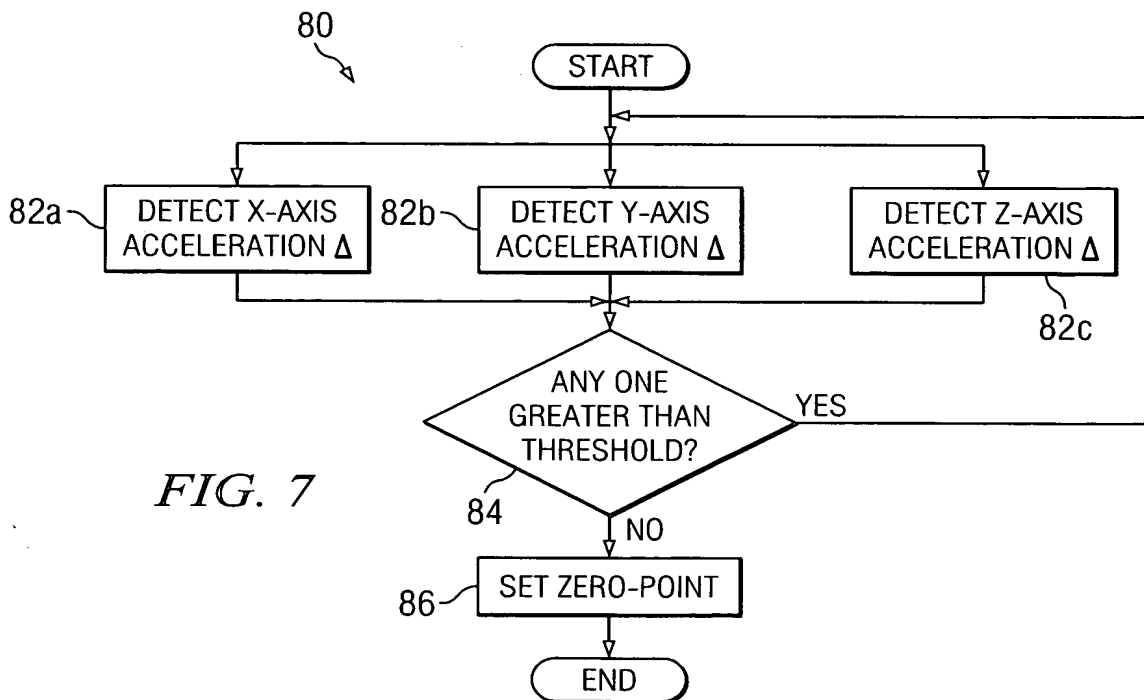 80
START
82a
DETECT X-AXIS
ACCELERATION Δ
82b
DETECT Y-AXIS
ACCELERATION Δ
DETECT Z-AXIS
ACCELERATION Δ
82c
ANY ONE
GREATER THAN
THRESHOLD?
YES
84
NO
FIG. 7
86
SET ZERO-POINT
END